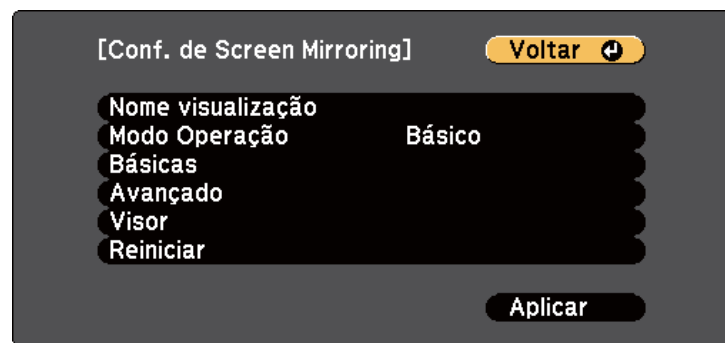 [Conf. de Screen Mirroring] Voltar
Nome visualização
Modo Operação Básico
Básicas
Avançado
Visor
Reiniciar
Aplicar